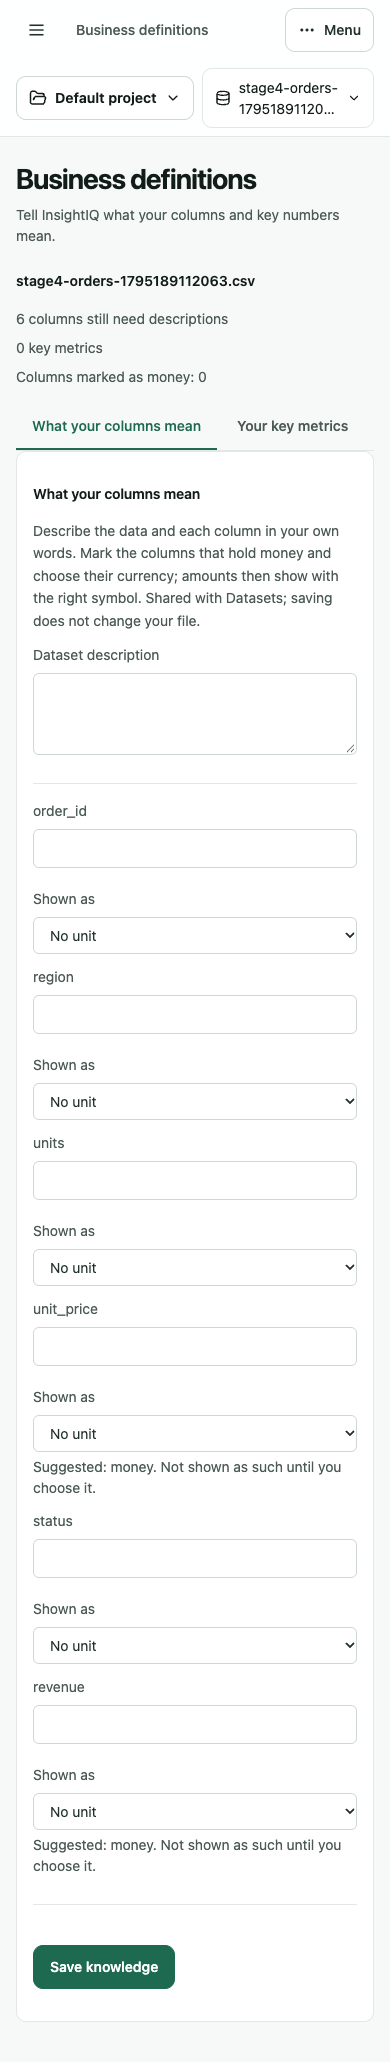 Business definitions
Menu
Default project
stage4-orders-
17951891120...
Business definitions
Tell InsightIQ what your columns and key numbers
mean.
stage4-orders-1795189112063.csv
6 columns still need descriptions
0 key metrics
Columns marked as money: 0
What your columns mean
Your key metrics
What your columns mean
Describe the data and each column in your own
words. Mark the columns that hold money and
choose their currency; amounts then show with
the right symbol. Shared with Datasets; saving
does not change your file.
Dataset description
order_id
Shown as
No unit
region
Shown as
No unit
units
Shown as
No unit
unit_price
Shown as
No unit
Suggested: money. Not shown as such until you
choose it.
status
Shown as
No unit
revenue
Shown as
No unit
Suggested: money. Not shown as such until you
choose it.
Save knowledge